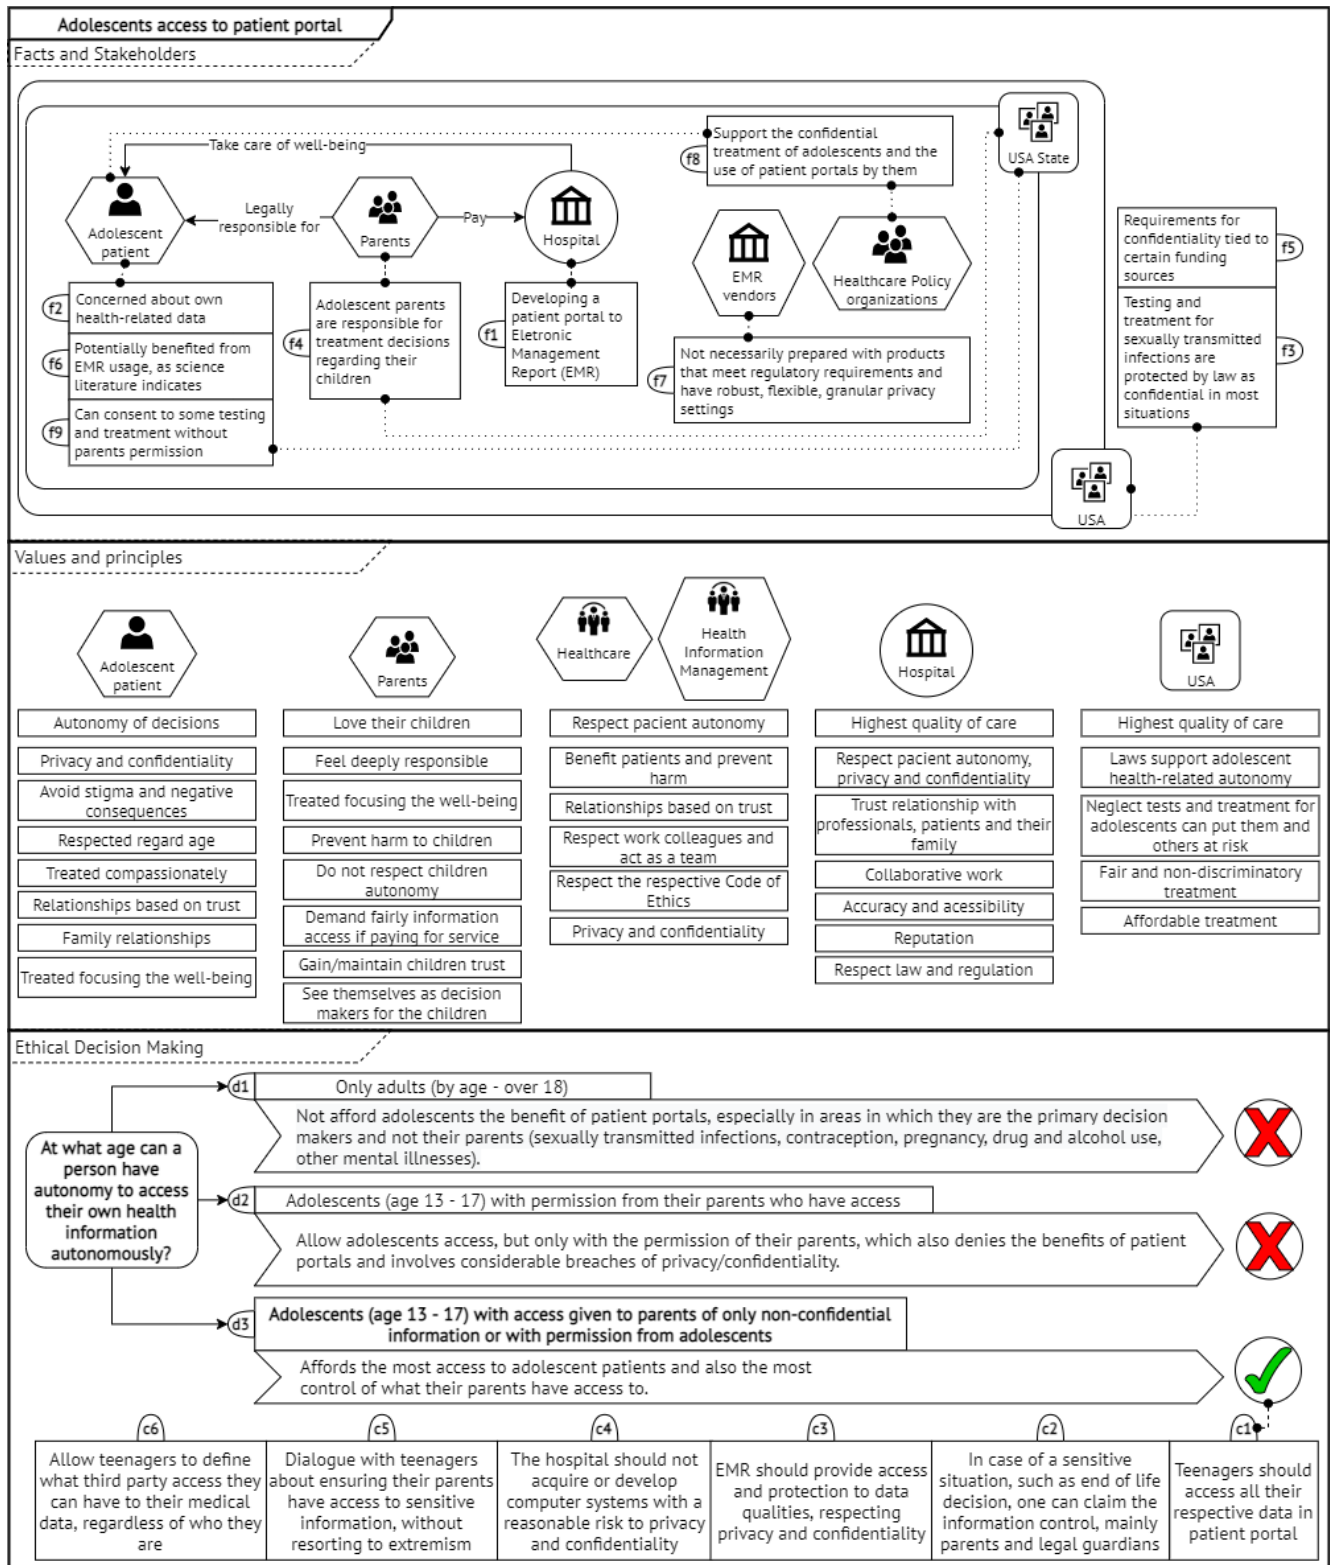 Adolescents access to patient portal
Facts and Stakeholders
USA State
Take care of well-being
f8
Support the confidential
treatment of adolescents and the
use of patient portals by them
Adolescent
patient
Legally
responsible for
Parents
Pay
Hospital
EMR
vendors
Healthcare Policy
organizations
Requirements for
confidentiality tied to
certain funding
sources
f5
Testing and
treatment for
sexually transmitted
infections are
protected by law as
confidential in most
situations
f3
f2
Concerned about own
health-related data
f6
Potentially benefited from
EMR usage, as science
literature indicates
f9
Can consent to some testing
and treatment without
parents permission
f4
Adolescent parents
are responsible for
treatment decisions
regarding their
children
f1
Developing a
patient portal to
Eletronic
Management
Report (EMR)
f7
Not necessarily prepared with products
that meet regulatory requirements and
have robust, flexible, granular privacy
settings
USA
Values and principles
Adolescent
patient
Autonomy of decisions
Privacy and confidentiality
Avoid stigma and negative
consequences
Respected regard age
Treated compassionately
Relationships based on trust
Family relationships
Treated focusing the well-being
Parents
Love their children
Feel deeply responsible
Treated focusing the well-being
Prevent harm to children
Do not respect children
autonomy
Demand fairly information
access if paying for service
Gain/maintain children trust
See themselves as decision
makers for the children
Healthcare
Health
Information
Management
Respect pacient autonomy
Benefit patients and prevent
harm
Relationships based on trust
Respect work colleagues and
act as a team
Respect the respective Code of
Ethics
Privacy and confidentiality
Hospital
Highest quality of care
Respect pacient autonomy,
privacy and confidentiality
Trust relationship with
professionals, patients and their
family
Collaborative work
Accuracy and acessibility
Reputation
Respect law and regulation
USA
Highest quality of care
Laws support adolescent
health-related autonomy
Neglect tests and treatment for
adolescents can put them and
others at risk
Fair and non-discriminatory
treatment
Affordable treatment
Ethical Decision Making
At what age can a
person have
autonomy to access
their own health
information
autonomously?
d1
Only adults (by age - over 18)
Not afford adolescents the benefit of patient portals, especially in areas in which they are the primary decision
makers and not their parents (sexually transmitted infections, contraception, pregnancy, drug and alcohol use,
other mental illnesses).
d2
Adolescents (age 13 - 17) with permission from their parents who have access
Allow adolescents access, but only with the permission of their parents, which also denies the benefits of patient
portals and involves considerable breaches of privacy/confidentiality.
d3
Adolescents (age 13 - 17) with access given to parents of only non-confidential
information or with permission from adolescents
Affords the most access to adolescent patients and also the most
control of what their parents have access to.
c6
Allow teenagers to define
what third party access they
can have to their medical
data, regardless of who they
are
c5
Dialogue with teenagers
about ensuring their parents
have access to sensitive
information, without
resorting to extremism
c4
The hospital should not
acquire or develop
computer systems with a
reasonable risk to privacy
and confidentiality
c3
EMR should provide access
and protection to data
qualities, respecting
privacy and confidentiality
c2
In case of a sensitive
situation, such as end of life
decision, one can claim the
information control, mainly
parents and legal guardians
c1
Teenagers should
access all their
respective data in
patient portal